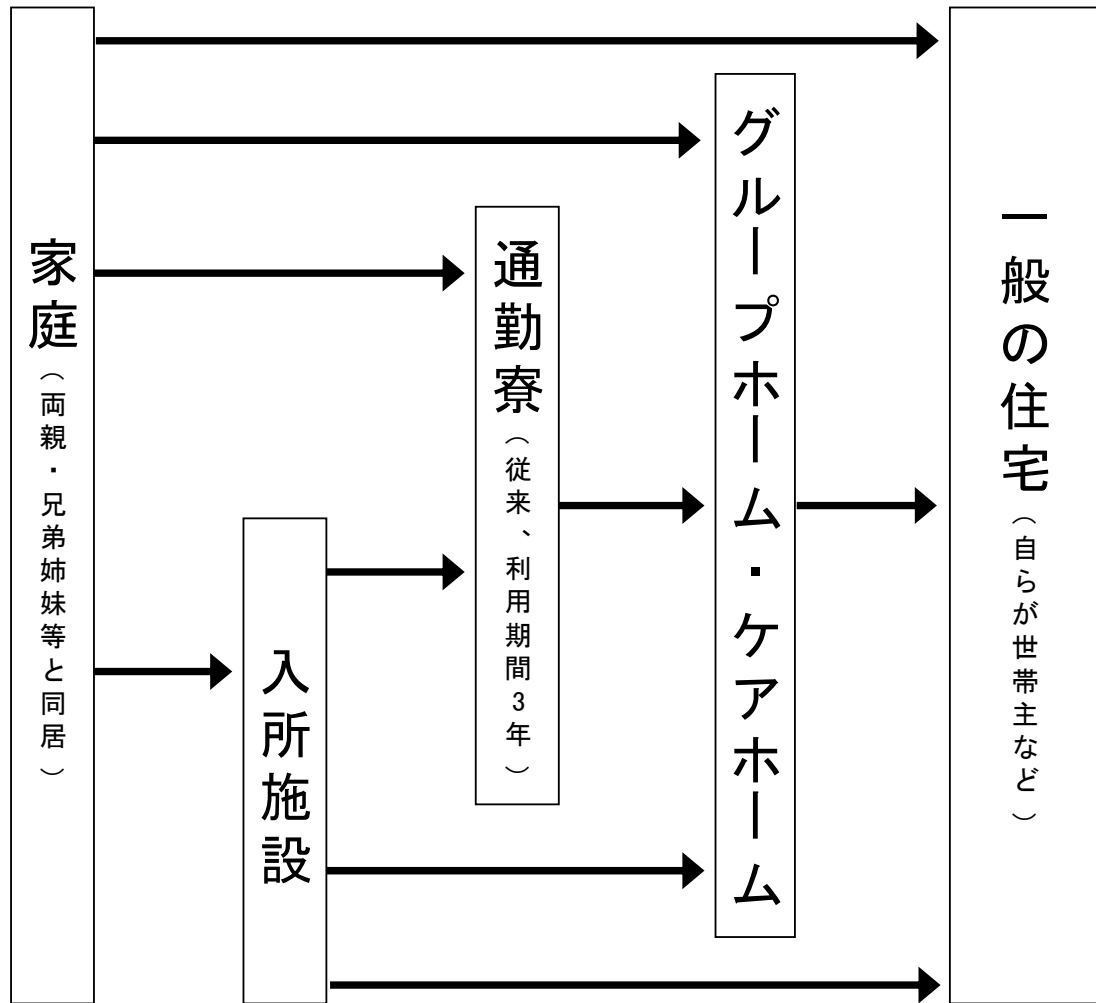 家庭（両親・兄弟姉妹等と同居）
入所施設
通勤寮（従来、利用期間3年）
グループホーム・ケアホーム
一般の住宅（自らが世帯主など）